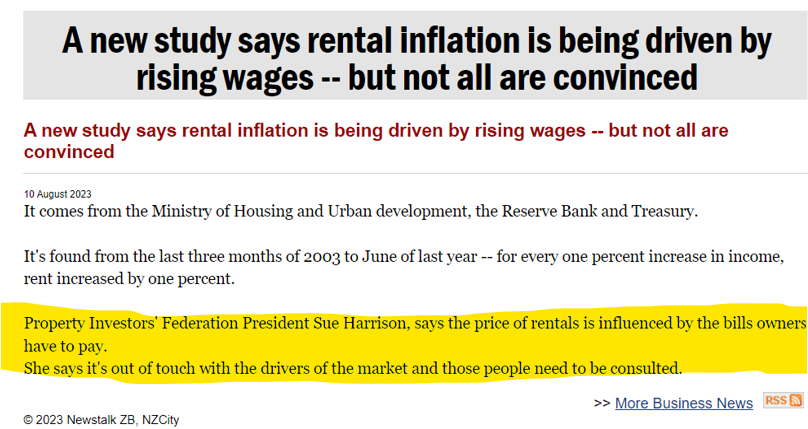 A new study says rental inflation is being driven by
rising wages -- but not all are convinced
A new study says rental inflation is being driven by rising wages -- but not all are
convinced
10 August 2023
It comes from the Ministry of Housing and Urban development, the Reserve Bank and Treasury.
It's found from the last three months of 2003 to June of last year -- for every one percent increase in income,
rent increased by one percent.
Property Investors' Federation President Sue Harrison, says the price of rentals is influenced by the bills owners
have to pay.
She says it's out of touch with the drivers of the market and those people need to be consulted.
>> More Business News RSS
© 2023 Newstalk ZB, NZCity